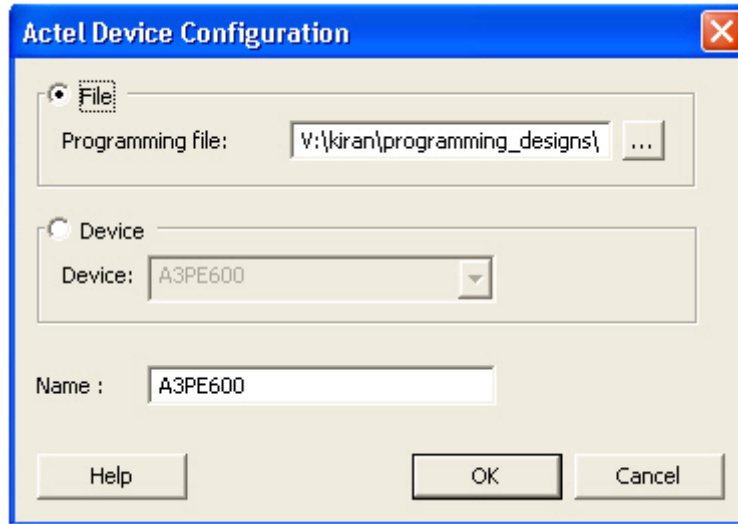 Actel Device Configuration
File
Programming file: V:\kiran\programming_designs\ ...
Device
Device: A3PE600
Name : A3PE600
Help OK Cancel